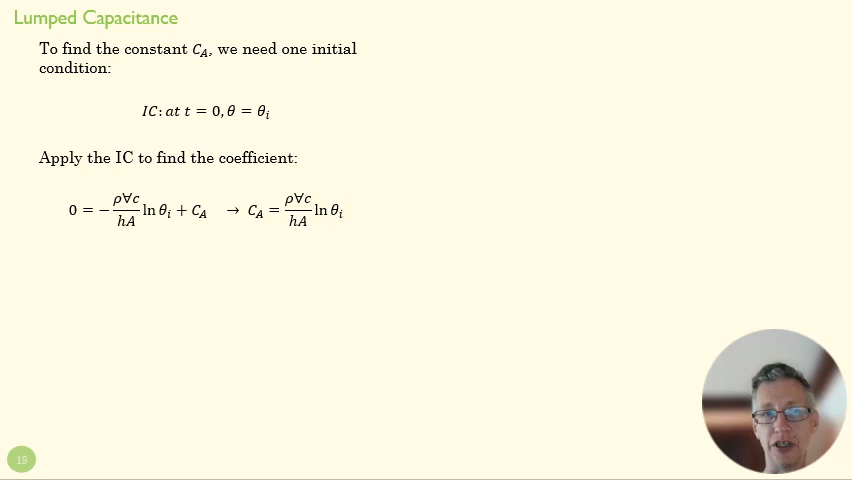 Lumped Capacitance
To find the constant C_A, we need one initial
condition:
IC: at t = 0, θ = θ_i
Apply the IC to find the coefficient:
0 = −(ρ∀c/hA) ln θ_i + C_A → C_A = (ρ∀c/hA) ln θ_i
19